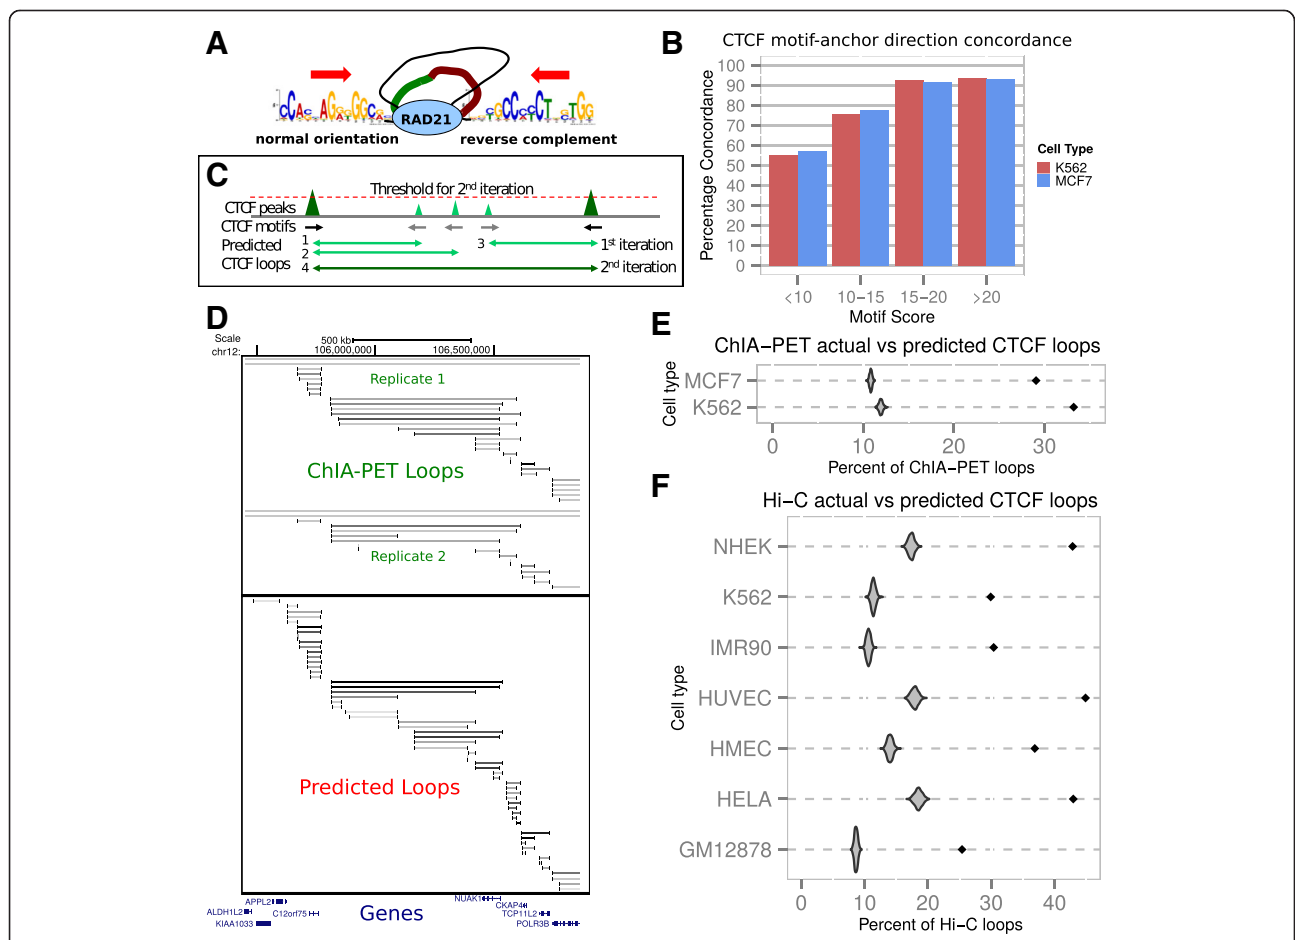 A
RAD21
normal orientation
reverse complement
B
CTCF motif-anchor direction concordance
Percentage Concordance
100
90
80
70
60
50
40
30
20
10
0
<10
10−15
15−20
>20
Motif Score
Cell Type
K562
MCF7
C
Threshold for 2nd iteration
CTCF peaks
CTCF motifs
Predicted
CTCF loops
1
2
3
4
1st iteration
2nd iteration
D
Scale
chr12:
500 kb
106,000,000
106,500,000
Replicate 1
ChIA-PET Loops
Replicate 2
Predicted Loops
APPL2
ALDH1L2
KIAA1033
C12orf75
Genes
NUAK1
CKAP4
TCP11L2
POLR3B
E
ChIA−PET actual vs predicted CTCF loops
Cell type
MCF7
K562
0
10
20
30
Percent of ChIA−PET loops
F
Hi−C actual vs predicted CTCF loops
Cell type
NHEK
K562
IMR90
HUVEC
HMEC
HELA
GM12878
0
10
20
30
40
Percent of Hi−C loops